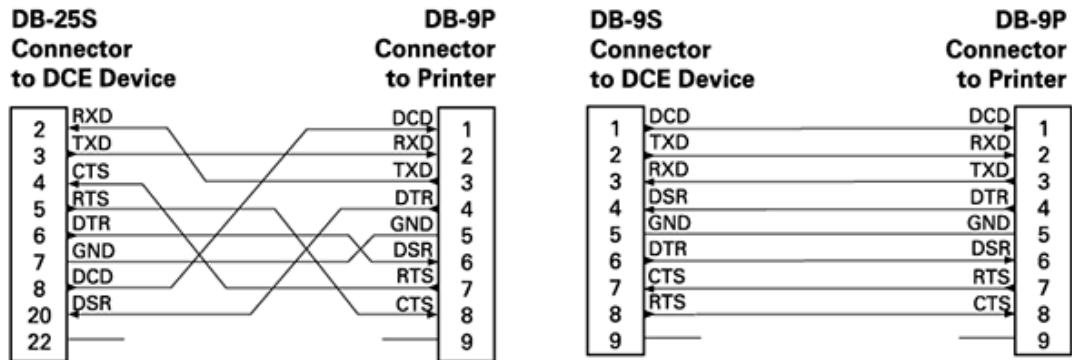 DB-25S
Connector
to DCE Device
DB-9P
Connector
to Printer
2 RXD DCD 1
3 TXD RXD 2
4 CTS TXD 3
5 RTS DTR 4
6 DTR GND 5
7 GND DSR 6
8 DCD RTS 7
20 DSR CTS 8
22 9
DB-9S
Connector
to DCE Device
DB-9P
Connector
to Printer
1 DCD DCD 1
2 TXD RXD 2
3 RXD TXD 3
4 DSR DTR 4
5 GND GND 5
6 DTR DSR 6
7 CTS RTS 7
8 RTS CTS 8
9 9